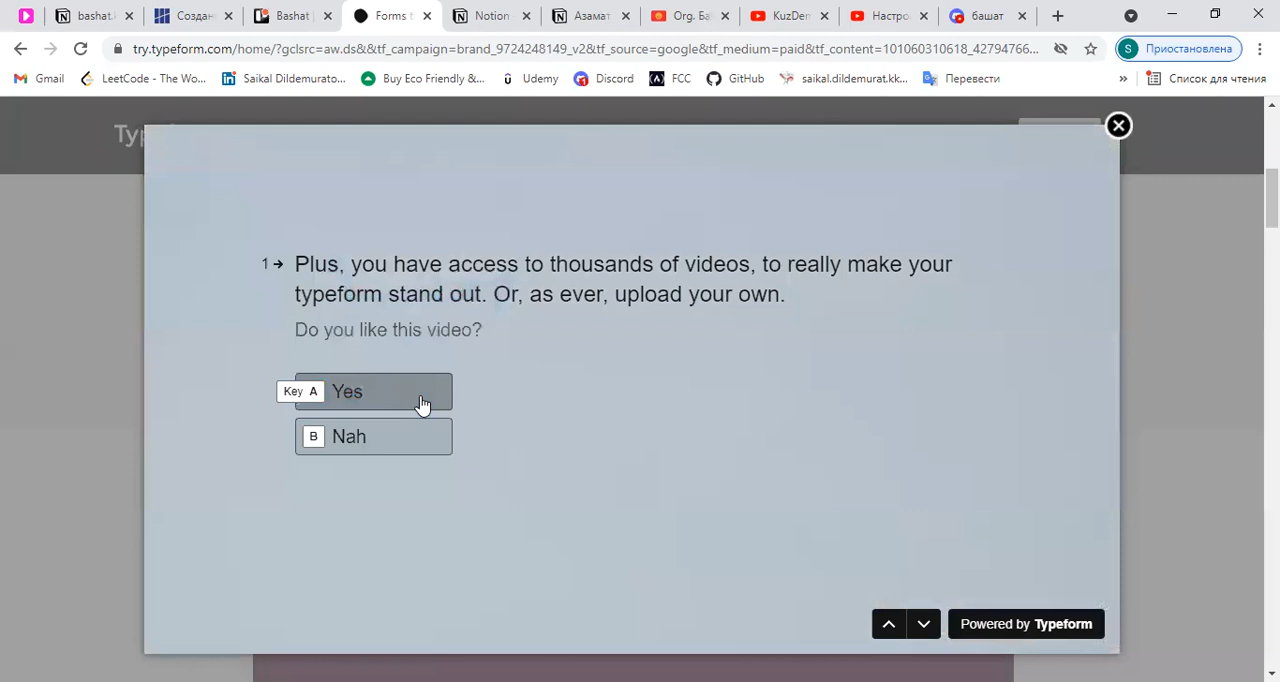 bashat.k
Создан
Bashat |
Forms t
Notion
Азамат
Org. Ба
KuzDem
Настро
башат
try.typeform.com/home/?gclsrc=aw.ds&&tf_campaign=brand_9724248149_v2&tf_source=google&tf_medium=paid&tf_content=101060310618_42794766...
S Приостановлена
Gmail
LeetCode - The Wo...
Saikal Dildemurato...
Buy Eco Friendly &...
Udemy
Discord
FCC
GitHub
saikal.dildemurat.kk...
Перевести
»
Список для чтения
Typ
1 Plus, you have access to thousands of videos, to really make your
typeform stand out. Or, as ever, upload your own.
Do you like this video?
Key A Yes
B Nah
Powered by Typeform